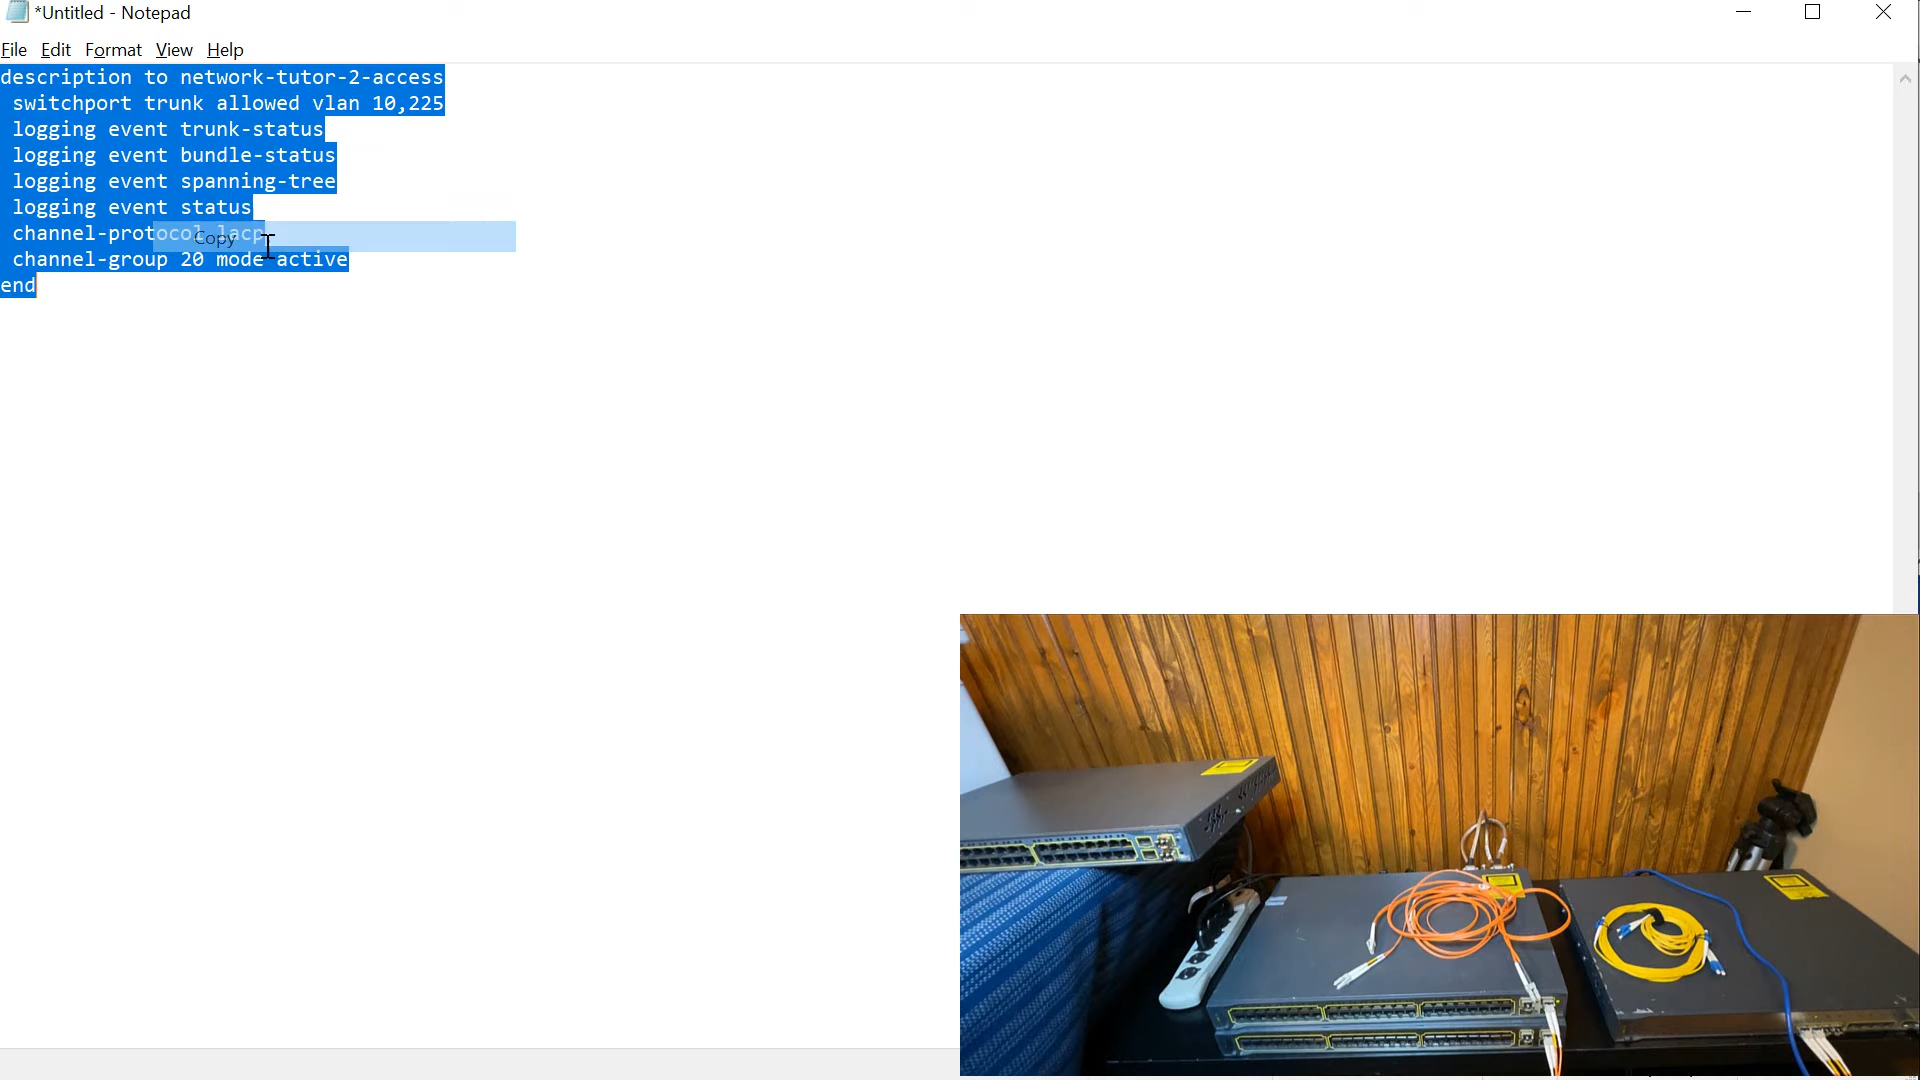 *Untitled - Notepad
File Edit Format View Help
description to network-tutor-2-access
switchport trunk allowed vlan 10,225
logging event trunk-status
logging event bundle-status
logging event spanning-tree
logging event status
channel-protocol lacp
Copy
channel-group 20 mode active
end